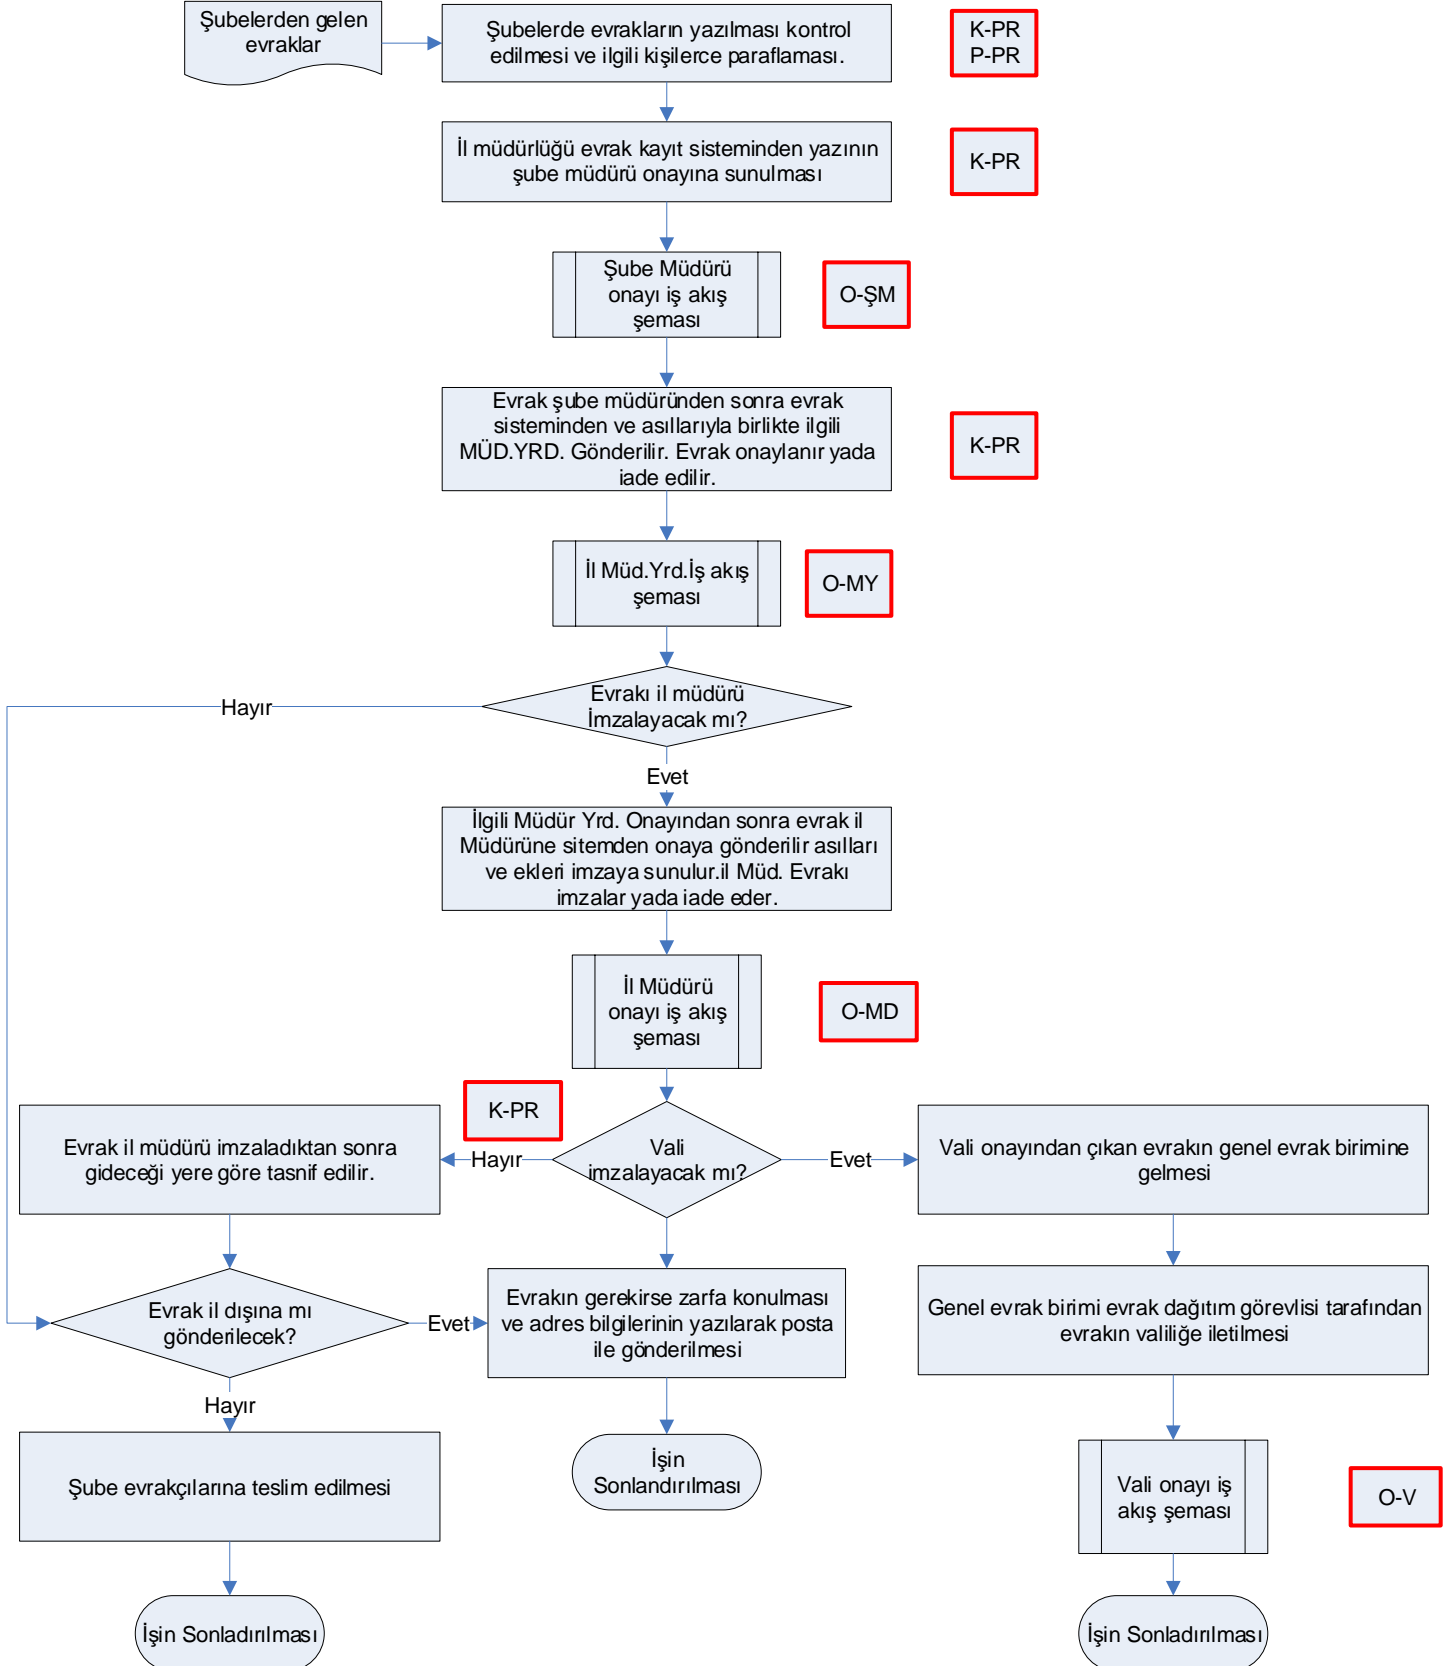 Şubelerden gelen
evraklar
Şubelerde evrakların yazılması kontrol
edilmesi ve ilgili kişilerce paraflaması.
K-PR
P-PR
İl müdürlüğü evrak kayıt sisteminden yazının
şube müdürü onayına sunulması
K-PR
Şube Müdürü
onayı iş akış
şeması
O-ŞM
Evrak şube müdüründen sonra evrak
sisteminden ve asıllarıyla birlikte ilgili
MÜD.YRD. Gönderilir. Evrak onaylanır yada
iade edilir.
K-PR
İl Müd.Yrd.İş akış
şeması
O-MY
Evrakı il müdürü
İmzalayacak mı?
Hayır
Evet
İlgili Müdür Yrd. Onayından sonra evrak il
Müdürüne sitemden onaya gönderilir asılları
ve ekleri imzaya sunulur.il Müd. Evrakı
imzalar yada iade eder.
İl Müdürü
onayı iş akış
şeması
O-MD
K-PR
Evrak il müdürü imzaladıktan sonra
gideceği yere göre tasnif edilir.
Hayır
Vali
imzalayacak mı?
Evet
Vali onayından çıkan evrakın genel evrak birimine
gelmesi
Evrak il dışına mı
gönderilecek?
Evet
Evrakın gerekirse zarfa konulması
ve adres bilgilerinin yazılarak posta
ile gönderilmesi
Genel evrak birimi evrak dağıtım görevlisi tarafından
evrakın valiliğe iletilmesi
Hayır
Şube evrakçılarına teslim edilmesi
İşin
Sonlandırılması
Vali onayı iş
akış şeması
O-V
İşin Sonladırılması
İşin Sonladırılması